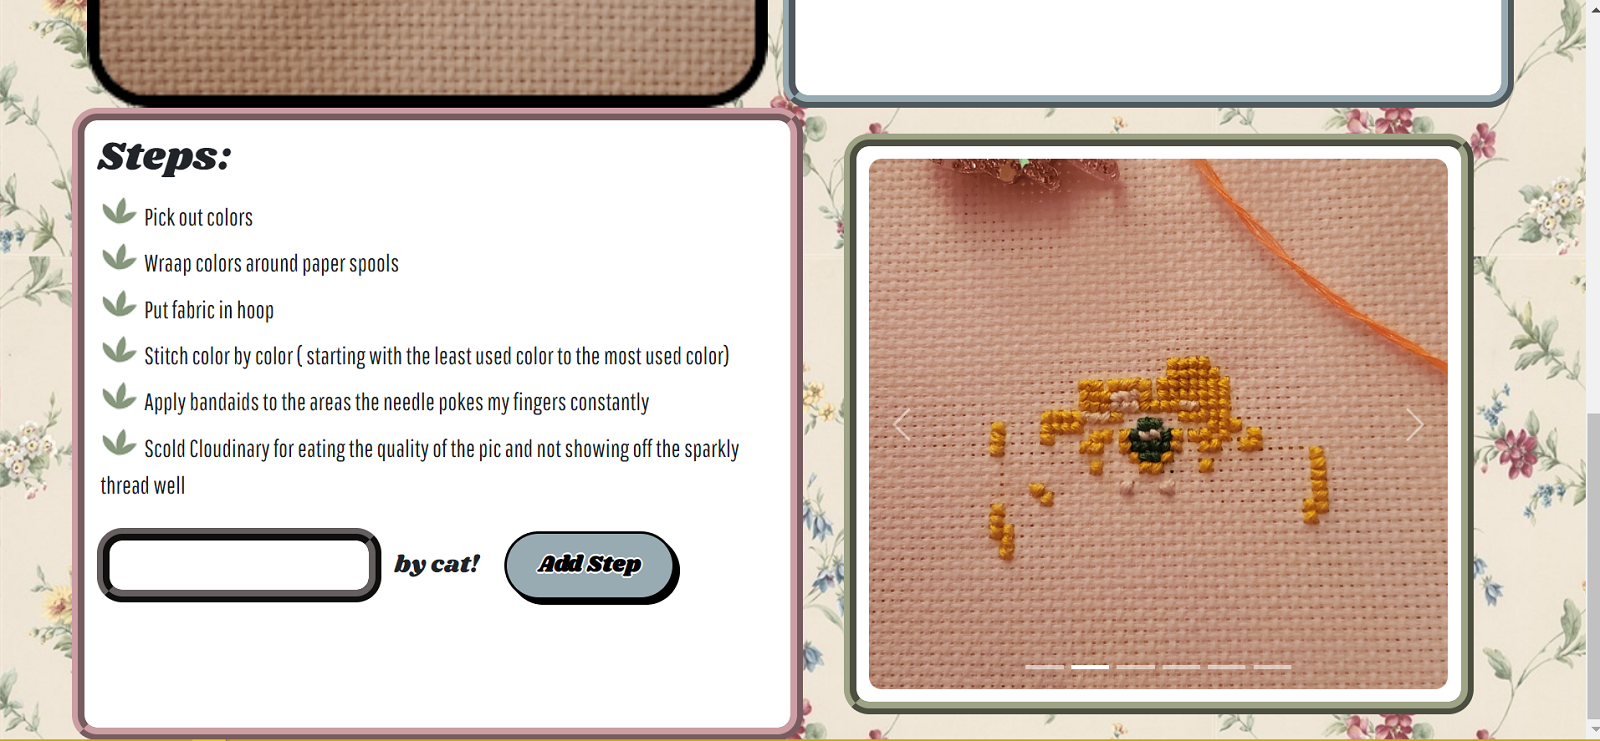 Steps:
Pick out colors
Wraap colors around paper spools
Put fabric in hoop
Stitch color by color ( starting with the least used color to the most used color)
Apply bandaids to the areas the needle pokes my fingers constantly
Scold Cloudinary for eating the quality of the pic and not showing off the sparkly
thread well
by cat! Add Step